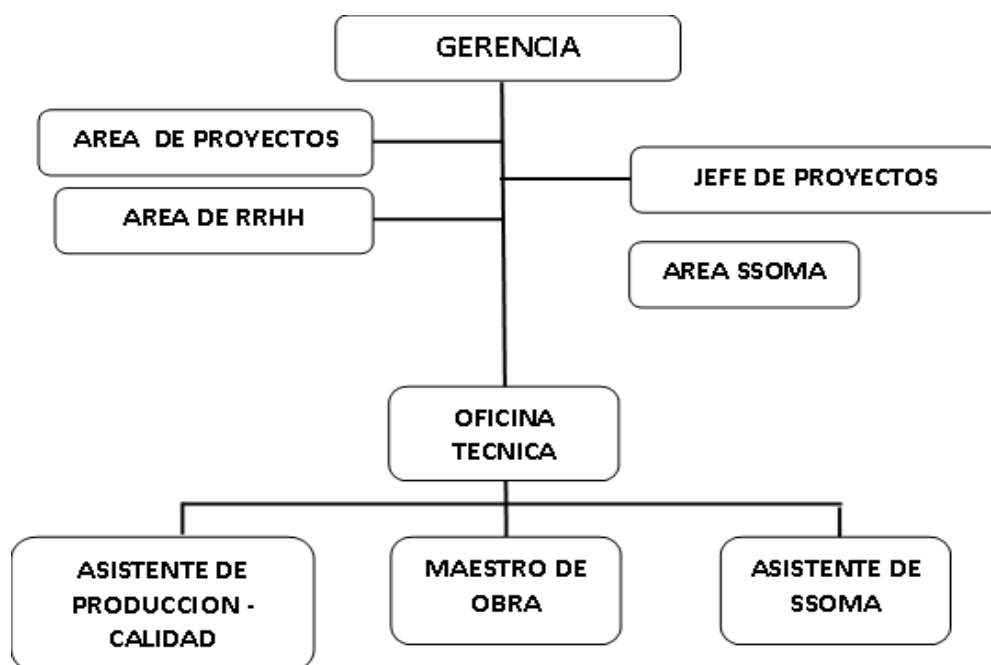 GERENCIA
AREA DE PROYECTOS
JEFE DE PROYECTOS
AREA DE RRHH
AREA SSOMA
OFICINA
TECNICA
ASISTENTE DE
PRODUCCION -
CALIDAD
MAESTRO DE
OBRA
ASISTENTE DE
SSOMA